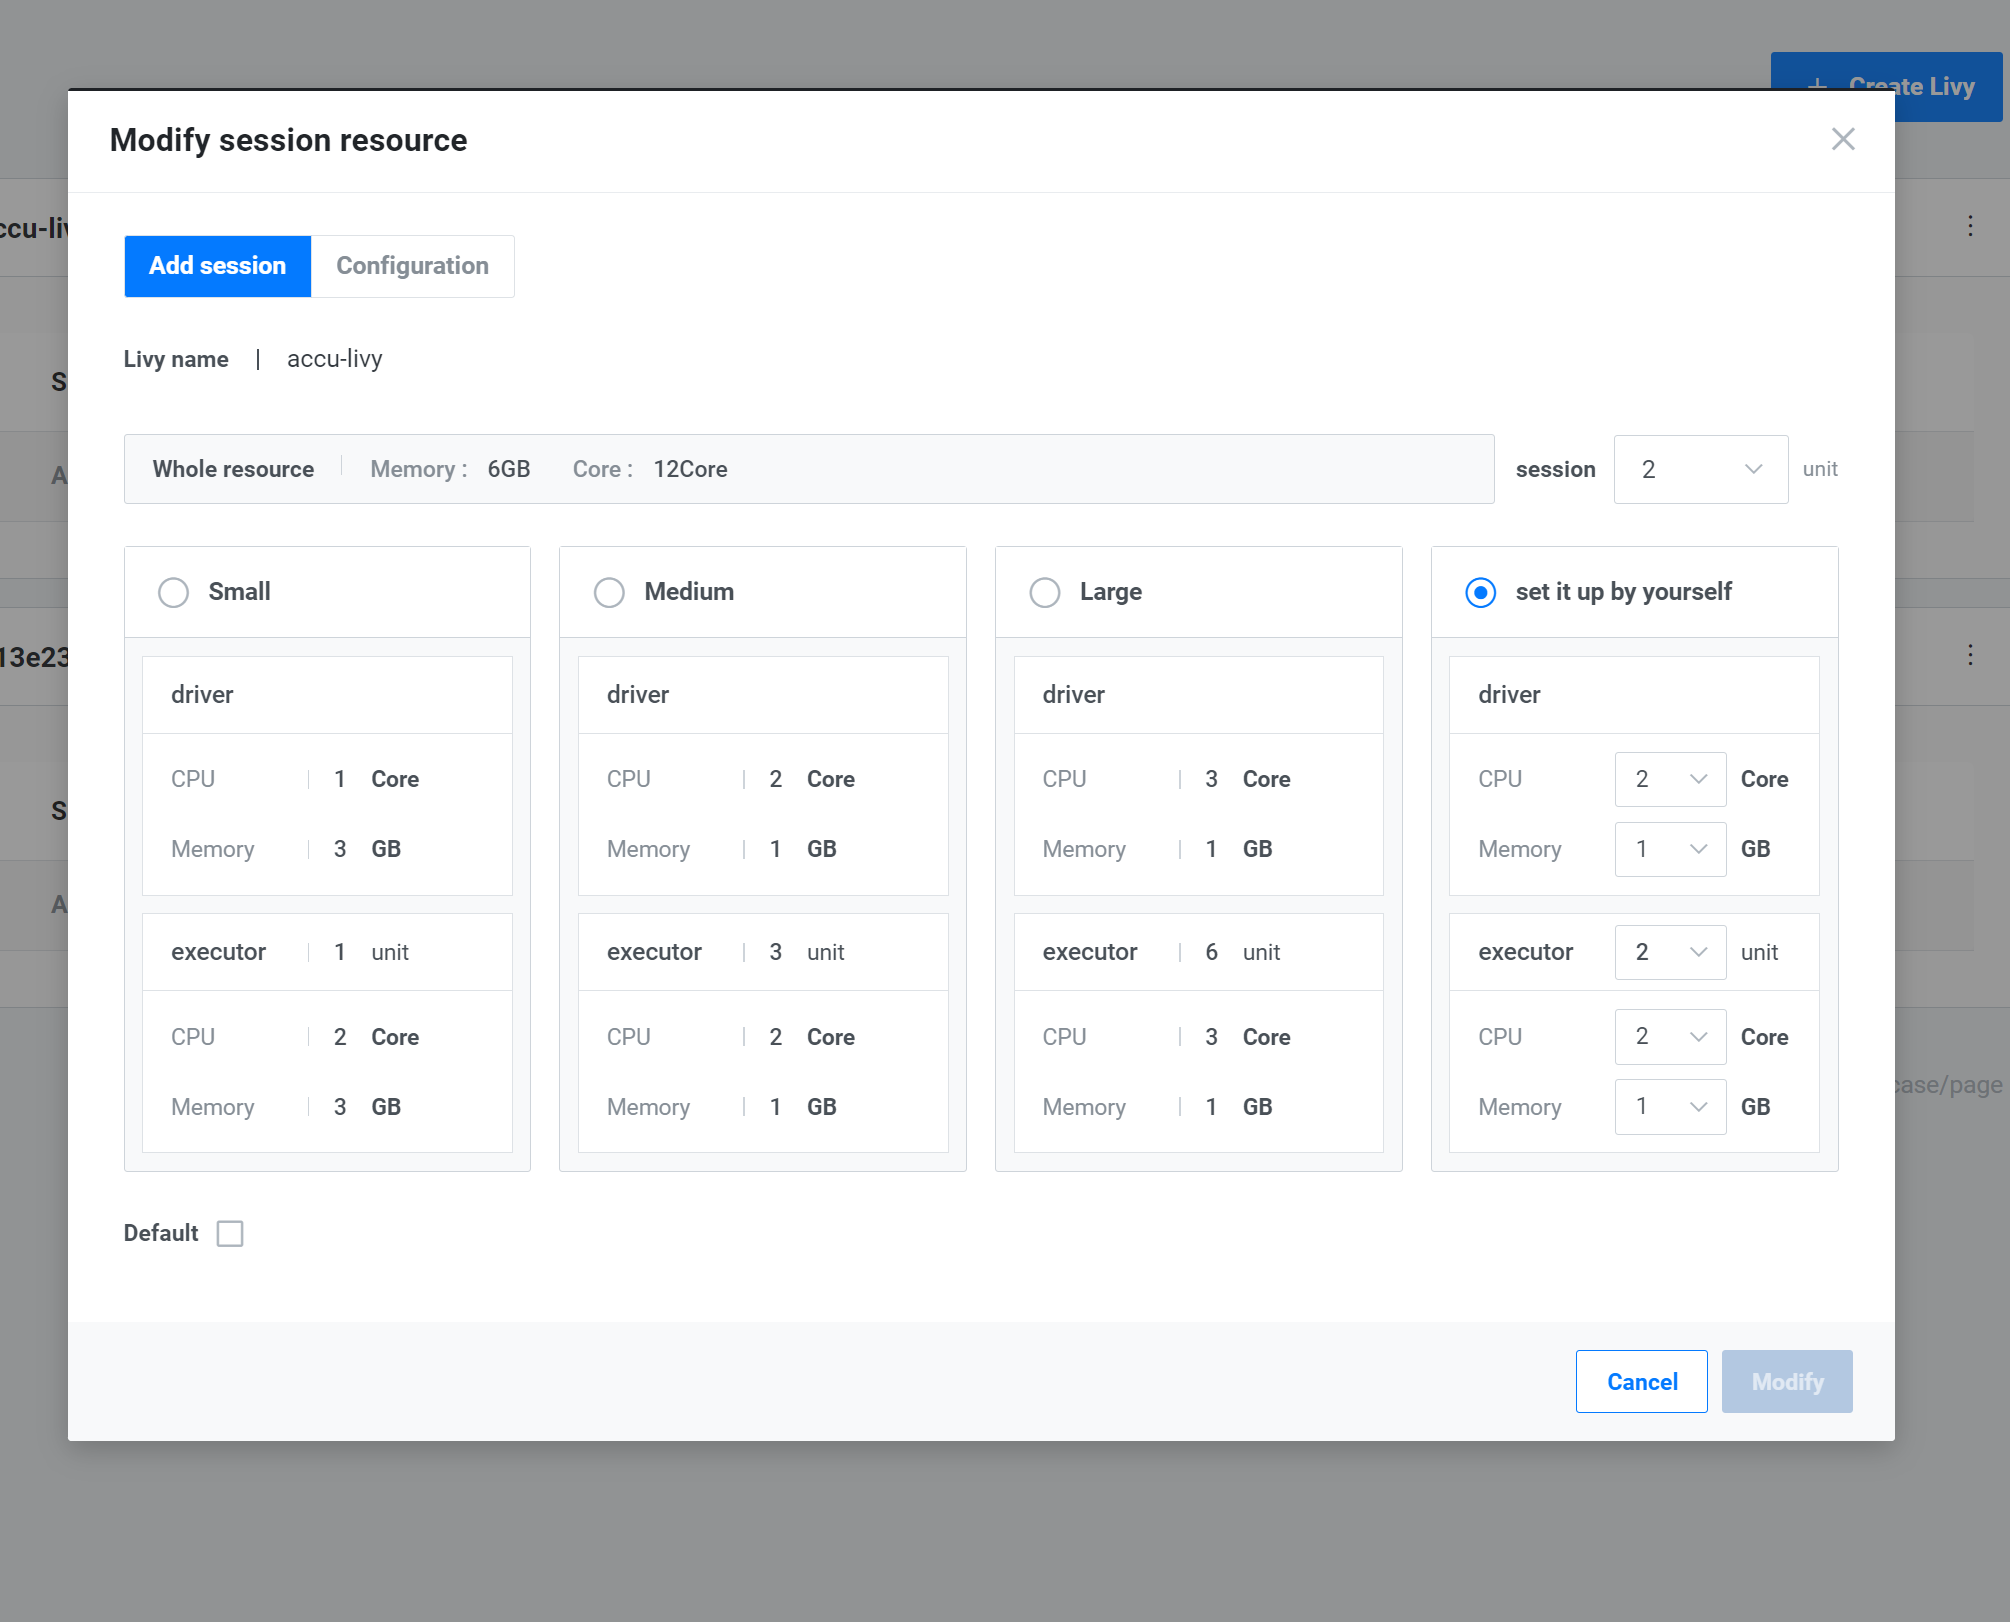 + Create Livy
Modify session resource
ccu-liv
Add session Configuration
Livy name | accu-livy
S
Whole resource Memory : 6GB Core : 12Core session 2 unit
A
Small Medium Large set it up by yourself
13e23
driver driver driver driver
CPU 1 Core CPU 2 Core CPU 3 Core CPU 2 Core
S
Memory 3 GB Memory 1 GB Memory 1 GB Memory 1 GB
A
executor 1 unit executor 3 unit executor 6 unit executor 2 unit
CPU 2 Core CPU 2 Core CPU 3 Core CPU 2 Core
case/page
Memory 3 GB Memory 1 GB Memory 1 GB Memory 1 GB
Default
Cancel Modify